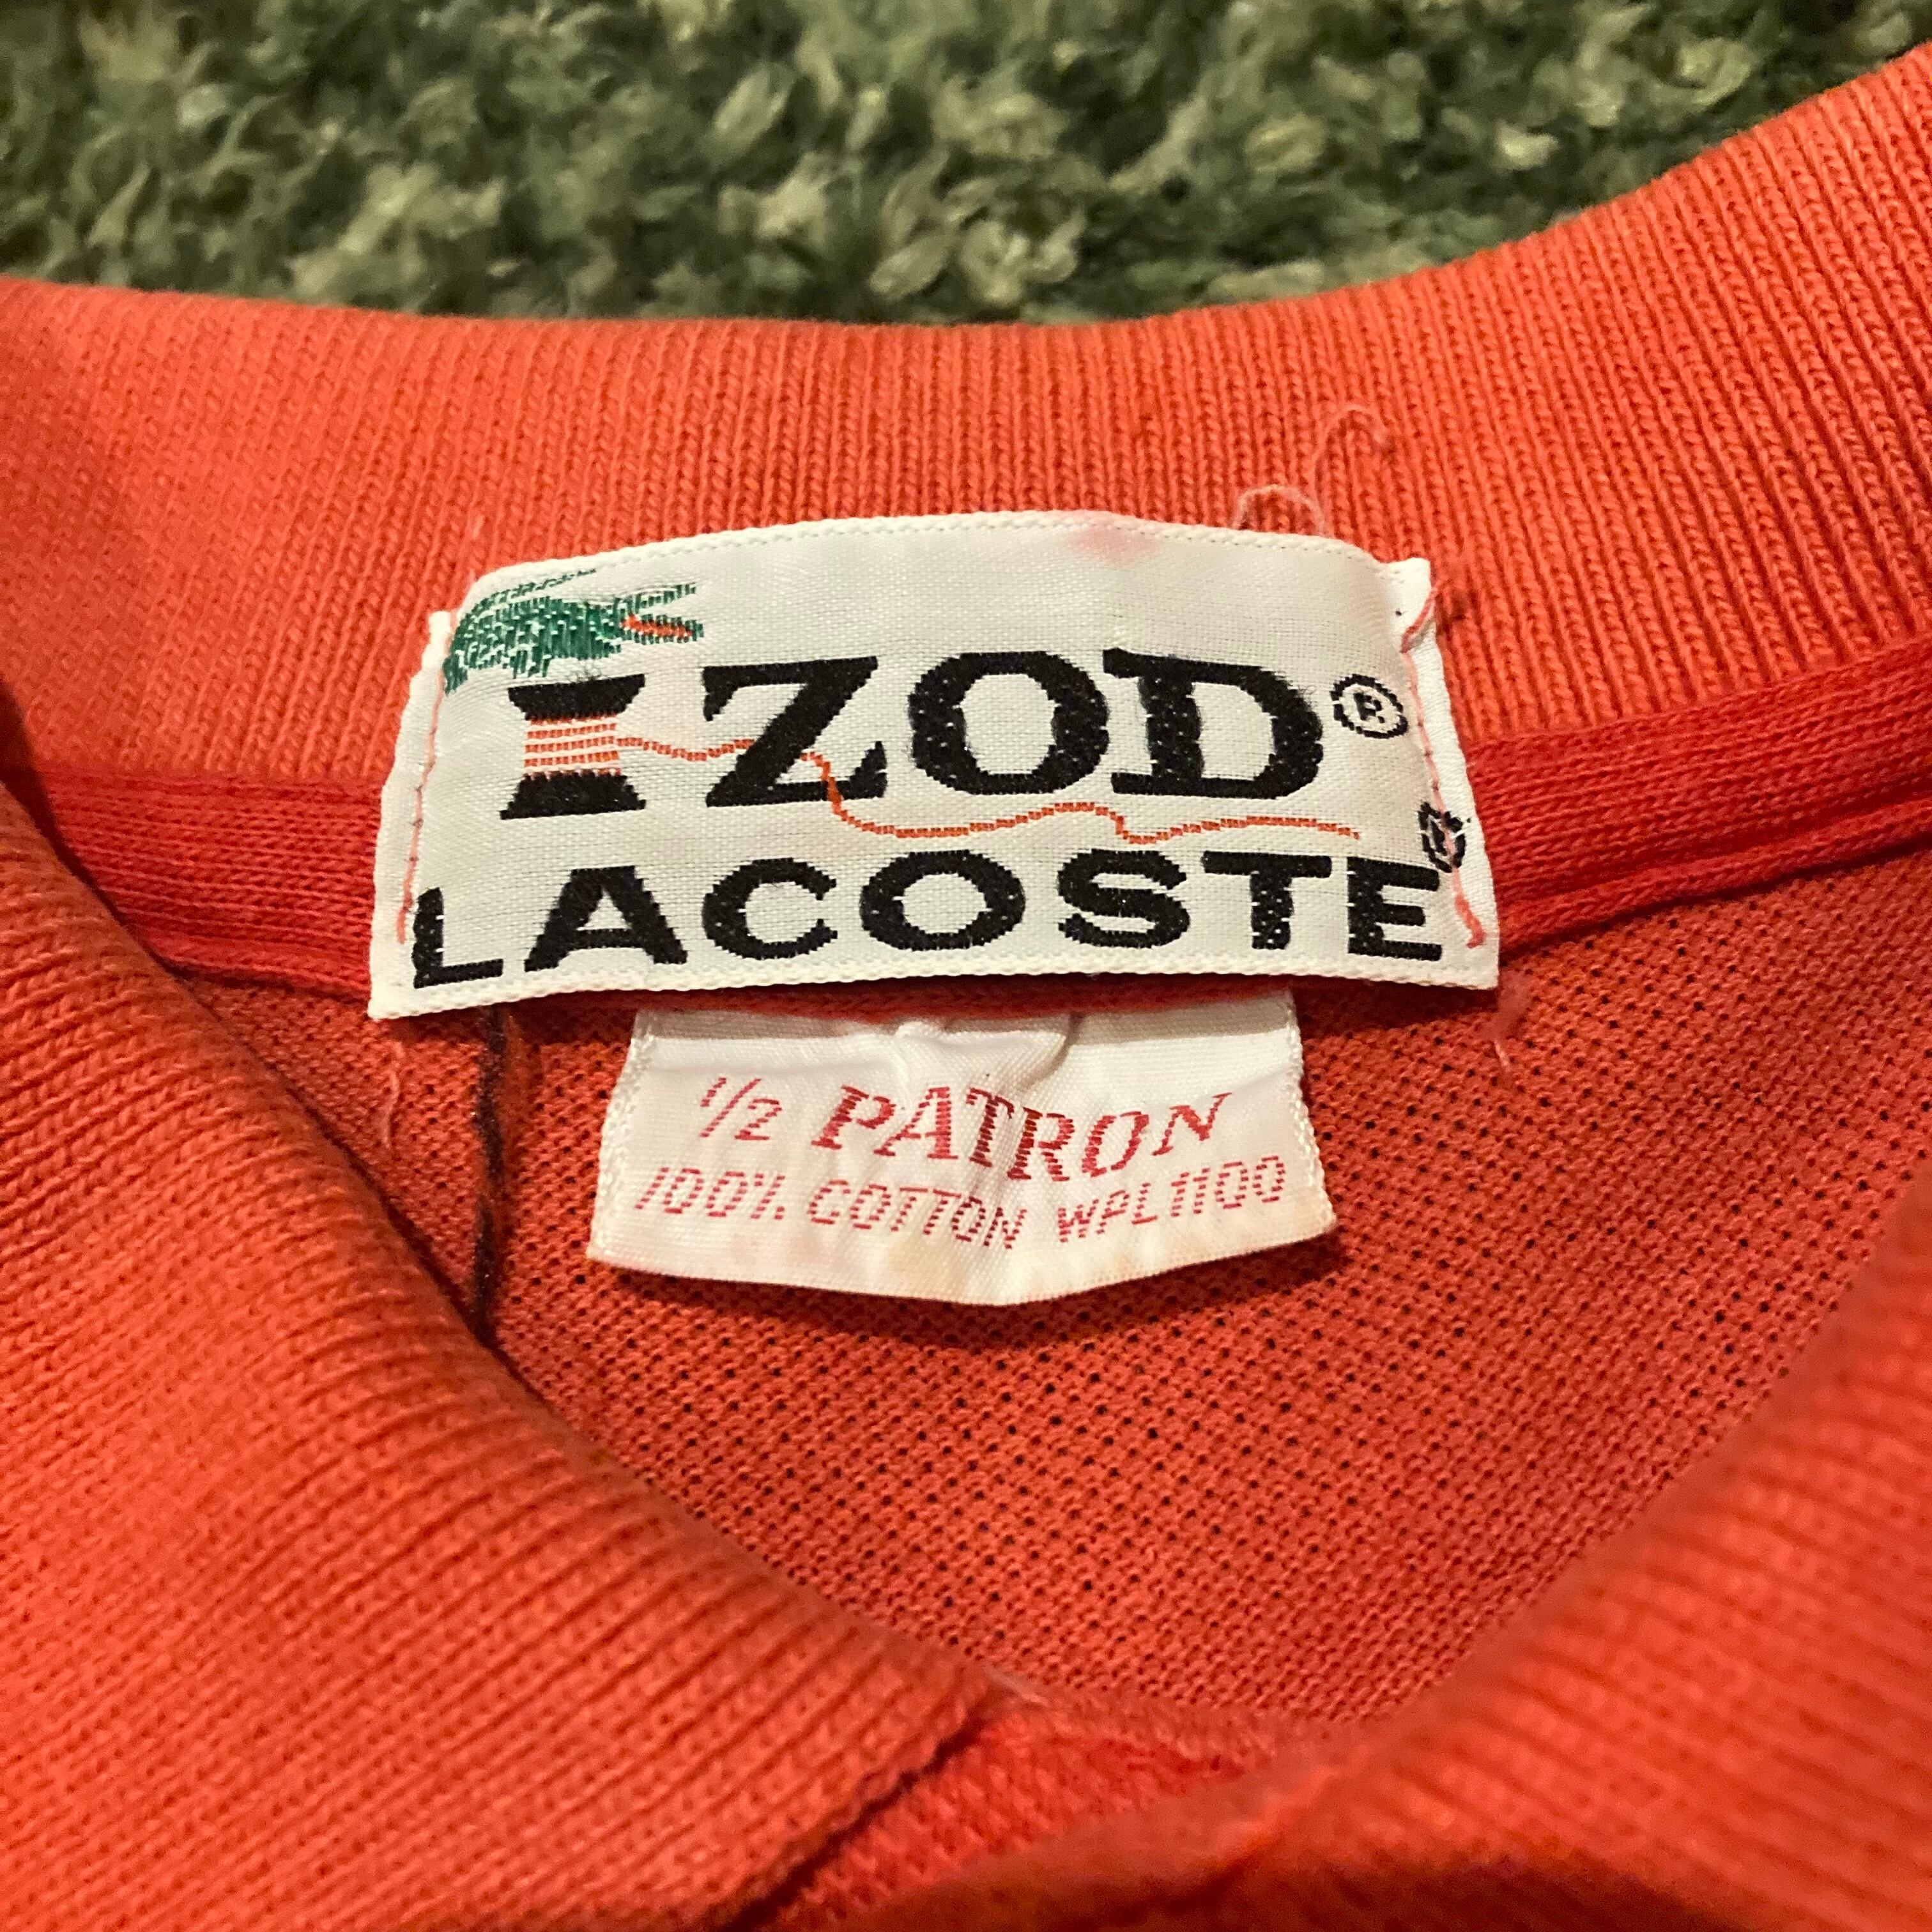 IZOD®
LACOSTE®
1/2 PATRON
100% COTTON WPL1100